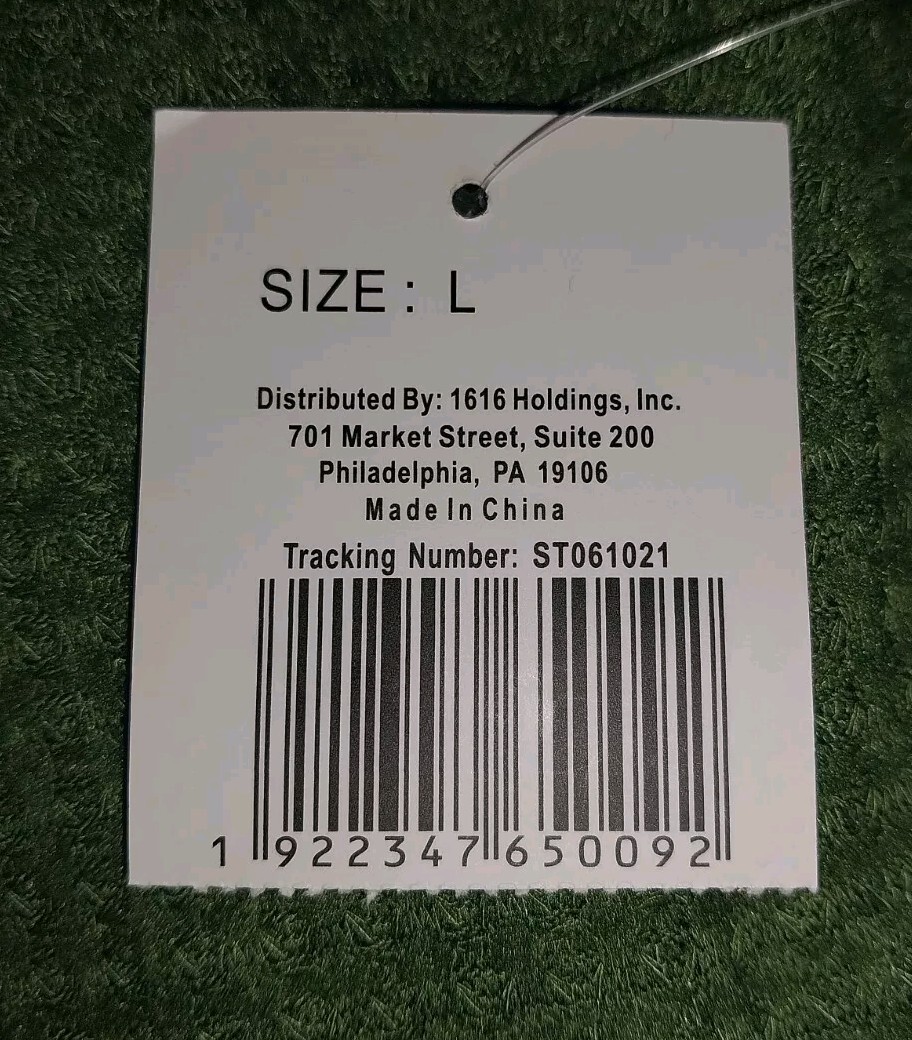 SIZE: L
Distributed By: 1616 Holdings, Inc.
701 Market Street, Suite 200
Philadelphia, PA 19106
Made In China
Tracking Number: ST061021
1 922347 650092